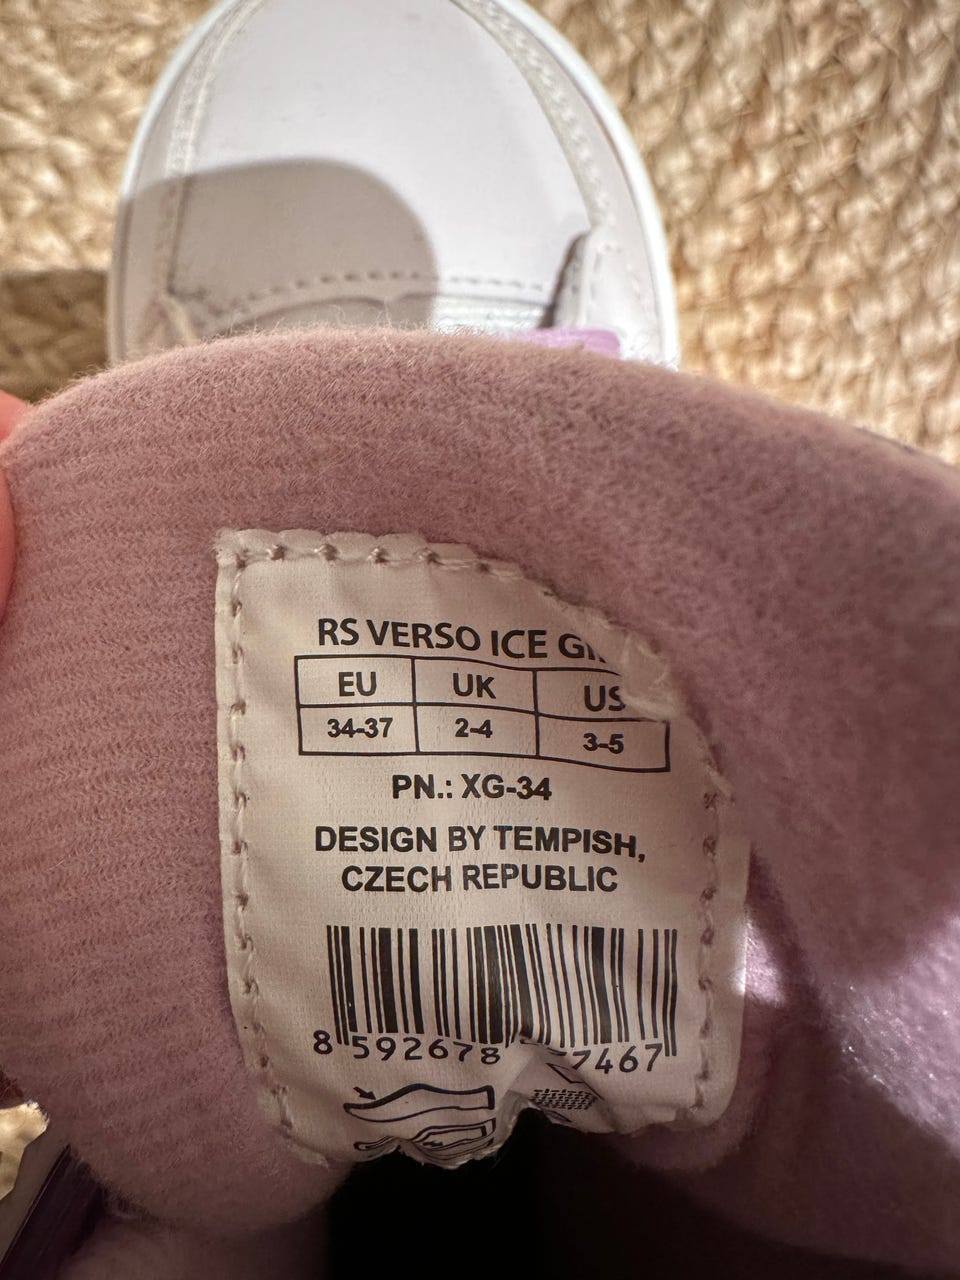 RS VERSO ICE
EU UK US
34-37 2-4 3-5
PN.: XG-34
DESIGN BY TEMPISH,
CZECH REPUBLIC
8 592678 7467